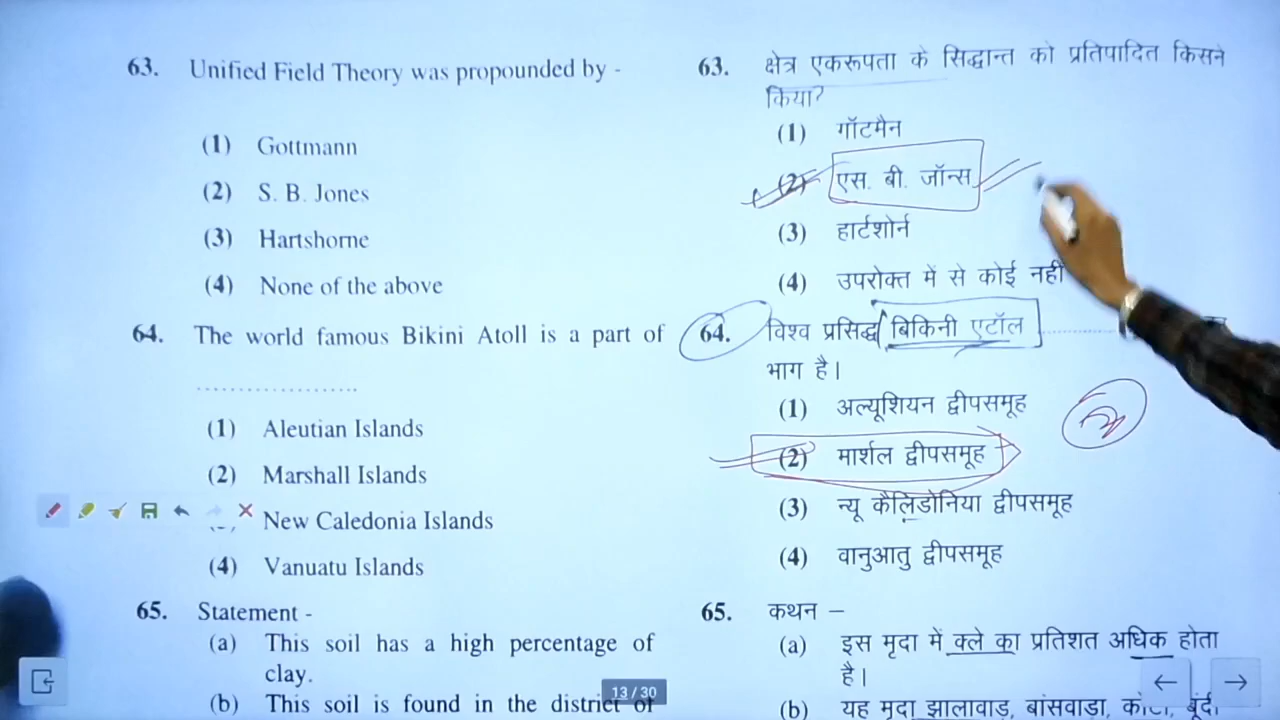 63. Unified Field Theory was propounded by -
(1) Gottmann
(2) S. B. Jones
(3) Hartshorne
(4) None of the above
64. The world famous Bikini Atoll is a part of
....................
(1) Aleutian Islands
(2) Marshall Islands
New Caledonia Islands
(4) Vanuatu Islands
65. Statement -
(a) This soil has a high percentage of
clay.
(b) This soil is found in the district of
63. क्षेत्र एकरूपता के सिद्धान्त को प्रतिपादित किसने
किया?
(1) गॉटमैन
(2) एस. बी. जॉन्स
(3) हार्टशोर्न
(4) उपरोक्त में से कोई नहीं
64. विश्व प्रसिद्ध बिकिनी एटॉल ..............
भाग है।
(1) अल्यूशियन द्वीपसमूह
(2) मार्शल द्वीपसमूह
(3) न्यू कैलिडोनिया द्वीपसमूह
(4) वानुआतु द्वीपसमूह
65. कथन –
(a) इस मृदा में क्ले का प्रतिशत अधिक होता
है।
(b) यह मृदा झालावाड़, बांसवाड़ा, कोटा, बूंदी
13 / 30